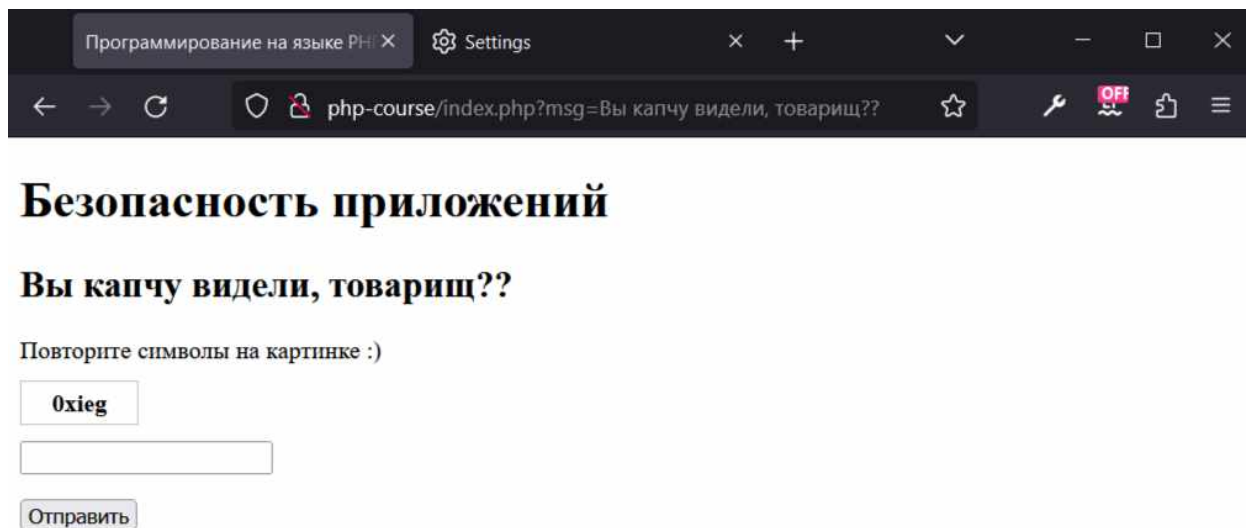 Программирование на языке PH
Settings
php-course/index.php?msg=Вы капчу видели, товарищ??
OFF
Безопасность приложений
Вы капчу видели, товарищ??
Повторите символы на картинке :)
0xieg
Отправить